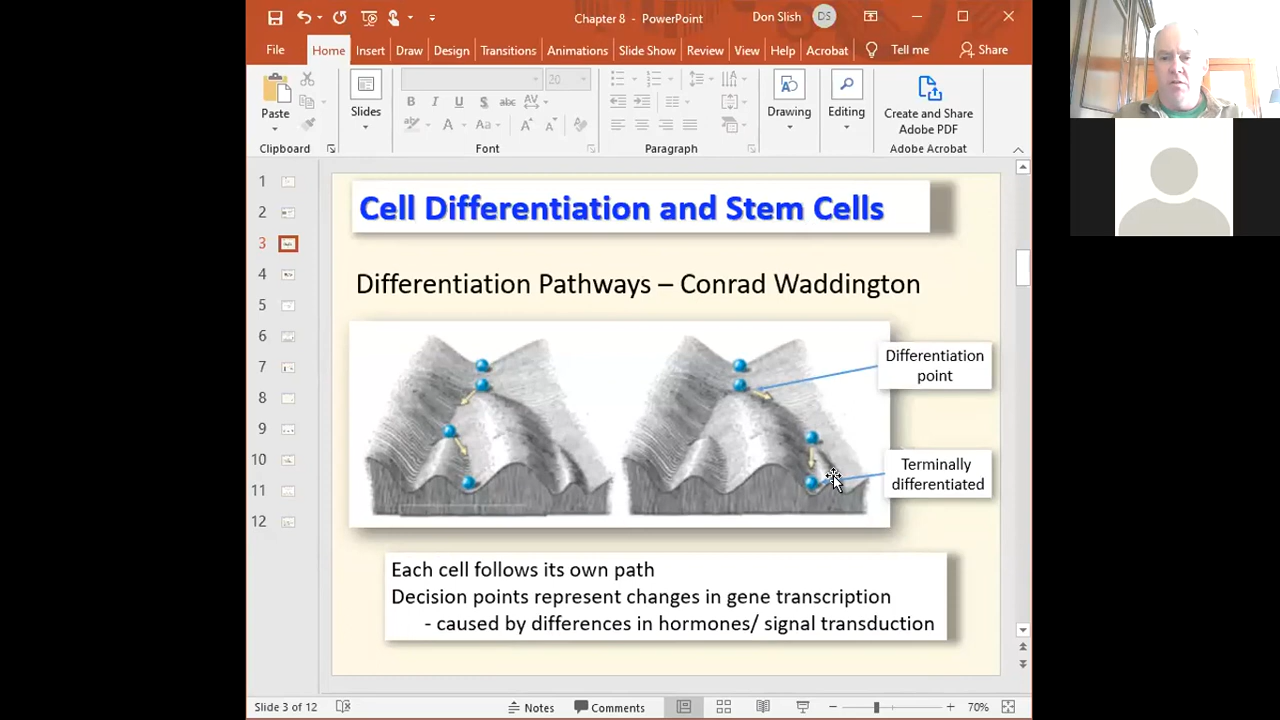 Chapter 8 - PowerPoint
Don Slish
DS
File
Home
Insert
Draw
Design
Transitions
Animations
Slide Show
Review
View
Help
Acrobat
Tell me
Share
Paste
Clipboard
Slides
20
B
I
U
S
abc
AV
A
Aa
A
A
Font
Paragraph
Drawing
Editing
Create and Share
Adobe PDF
Adobe Acrobat
1
2
3
4
5
6
7
8
9
10
11
12
Cell Differentiation and Stem Cells
Differentiation Pathways – Conrad Waddington
Differentiation
point
Terminally
differentiated
Each cell follows its own path
Decision points represent changes in gene transcription
- caused by differences in hormones/ signal transduction
Slide 3 of 12
Notes
Comments
70%